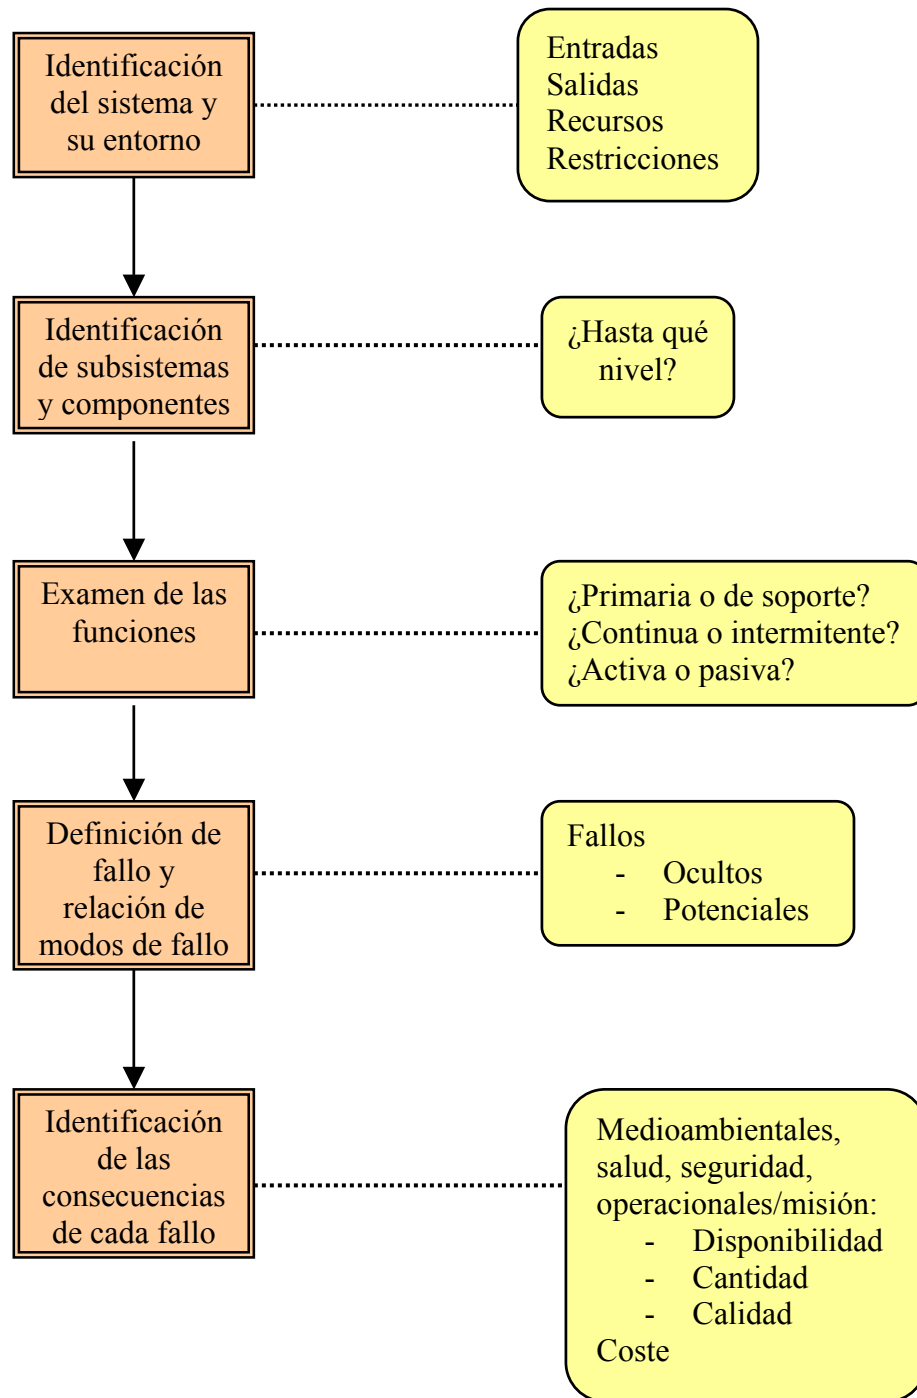 Identificación
del sistema y
su entorno
Entradas
Salidas
Recursos
Restricciones
Identificación
de subsistemas
y componentes
¿Hasta qué
nivel?
Examen de las
funciones
¿Primaria o de soporte?
¿Continua o intermitente?
¿Activa o pasiva?
Definición de
fallo y
relación de
modos de fallo
Fallos
- Ocultos
- Potenciales
Identificación
de las
consecuencias
de cada fallo
Medioambientales,
salud, seguridad,
operacionales/misión:
- Disponibilidad
- Cantidad
- Calidad
Coste